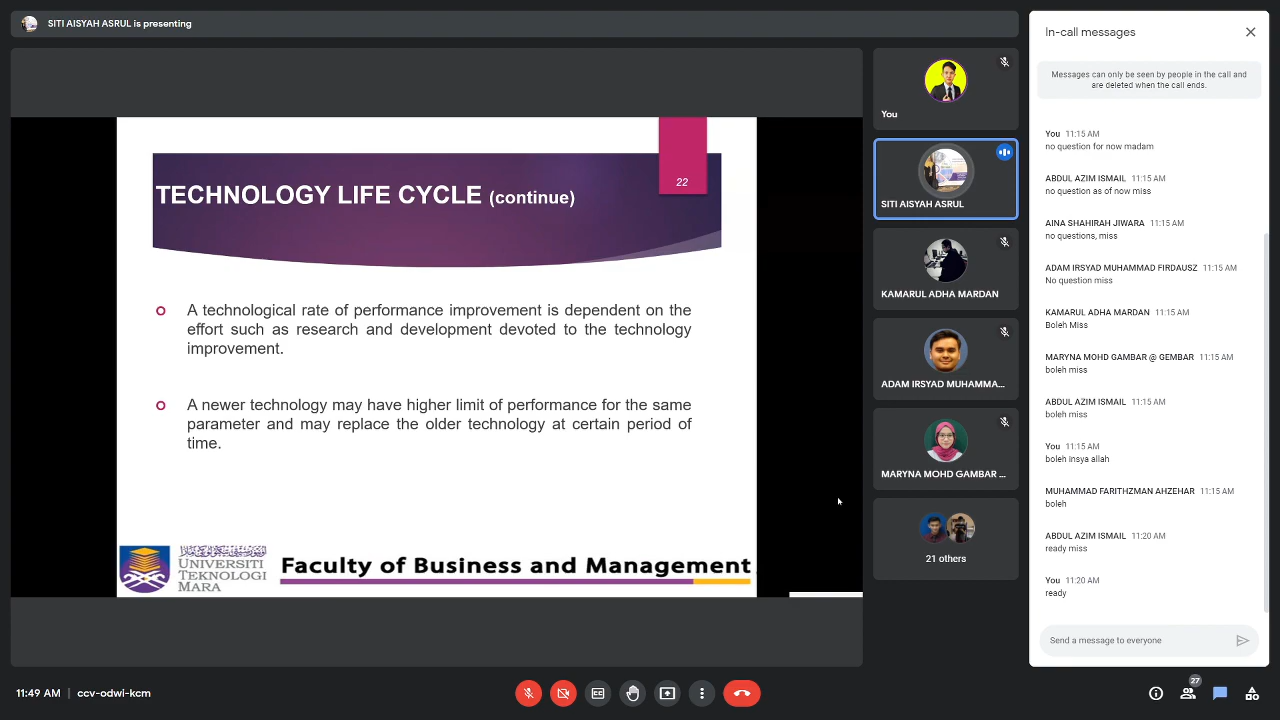 SITI AISYAH ASRUL is presenting
22
TECHNOLOGY LIFE CYCLE (continue)
A technological rate of performance improvement is dependent on the
effort such as research and development devoted to the technology
improvement.
A newer technology may have higher limit of performance for the same
parameter and may replace the older technology at certain period of
time.
UNIVERSITI
TEKNOLOGI
MARA
Faculty of Business and Management
You
SITI AISYAH ASRUL
KAMARUL ADHA MARDAN
ADAM IRSYAD MUHAMMA...
MARYNA MOHD GAMBAR ...
21 others
In-call messages
Messages can only be seen by people in the call and
are deleted when the call ends.
You 11:15 AM
no question for now madam
ABDUL AZIM ISMAIL 11:15 AM
no question as of now miss
AINA SHAHIRAH JIWARA 11:15 AM
no questions, miss
ADAM IRSYAD MUHAMMAD FIRDAUSZ 11:15 AM
No question miss
KAMARUL ADHA MARDAN 11:15 AM
Boleh Miss
MARYNA MOHD GAMBAR @ GEMBAR 11:15 AM
boleh miss
ABDUL AZIM ISMAIL 11:15 AM
boleh miss
You 11:15 AM
boleh insya allah
MUHAMMAD FARITHZMAN AHZEHAR 11:15 AM
boleh
ABDUL AZIM ISMAIL 11:20 AM
ready miss
You 11:20 AM
ready
Send a message to everyone
11:49 AM | ccv-odwi-kcm
27